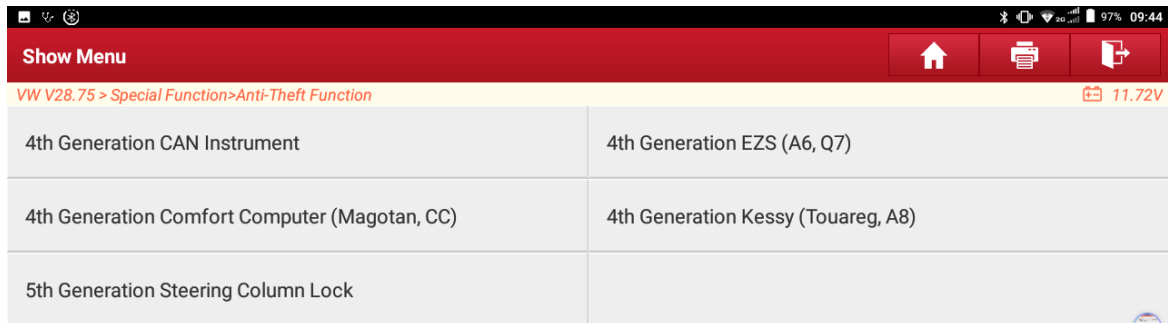 2G 97% 09:44
Show Menu
VW V28.75 > Special Function>Anti-Theft Function 11.72V
4th Generation CAN Instrument 4th Generation EZS (A6, Q7)
4th Generation Comfort Computer (Magotan, CC) 4th Generation Kessy (Touareg, A8)
5th Generation Steering Column Lock